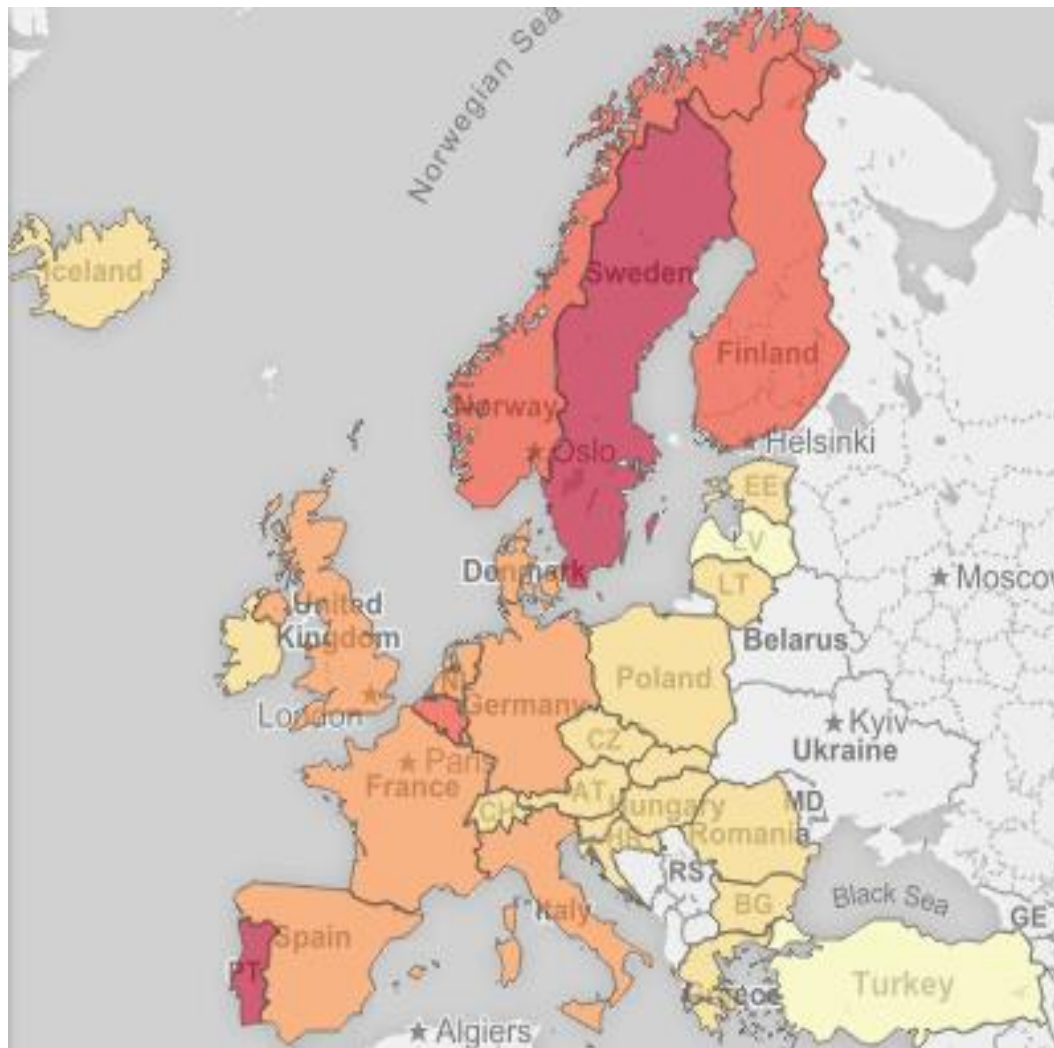 Norwegian Sea
Iceland
Sweden
Finland
Norway
Oslo
Helsinki
EE
LV
Denmark
LT
Moscow
United
Kingdom
Belarus
Poland
London
Germany
Kyiv
CZ
Ukraine
Paris
France
AT
CH
Hungary
MD
HR
Romania
RS
Black Sea
BG
Italy
GE
Spain
PT
Turkey
Greece
Algiers